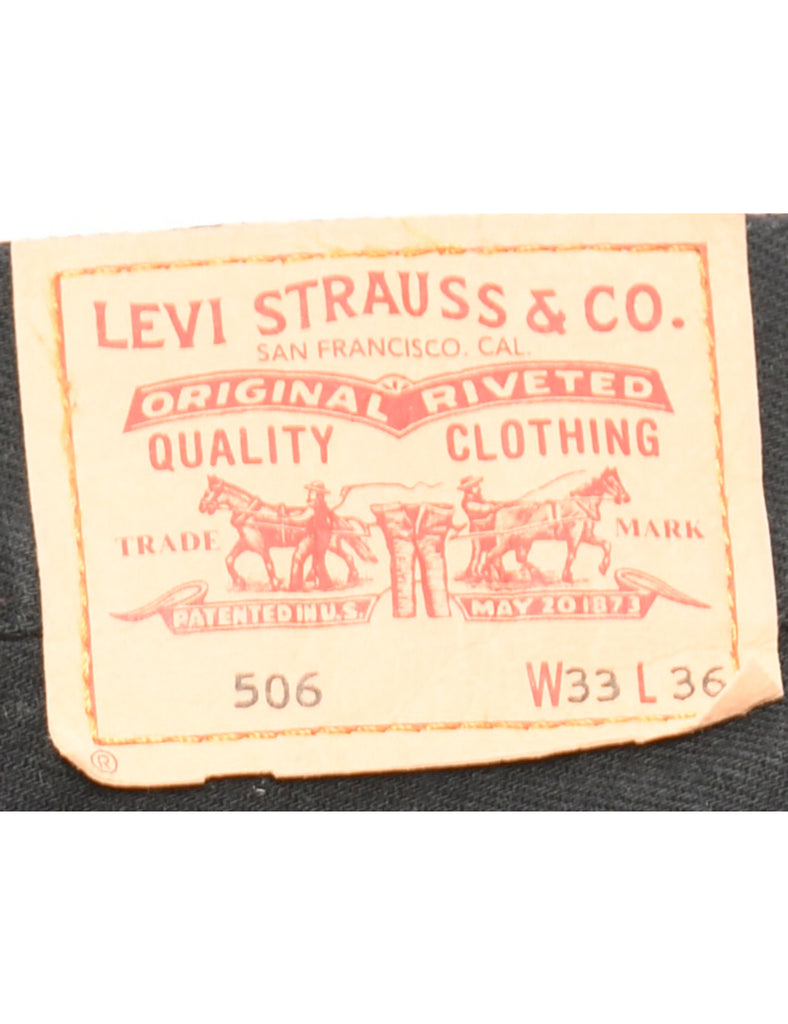 LEVI STRAUSS & CO.
SAN FRANCISCO. CAL.
ORIGINAL RIVETED
QUALITY CLOTHING
TRADE MARK
PATENTED IN U.S. MAY 20 1873
506 W33 L 36
®